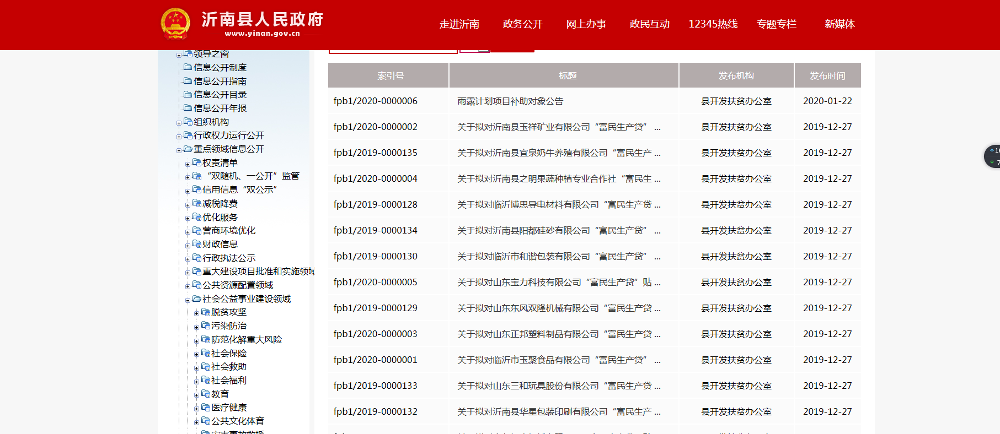 沂南县人民政府
www.yinan.gov.cn
走进沂南 政务公开 网上办事 政民互动 12345热线 专题专栏 新媒体
领导之窗
信息公开制度
信息公开指南
信息公开目录
信息公开年报
组织机构
行政权力运行公开
重点领域信息公开
权责清单
“双随机、一公开”监管
信用信息“双公示”
减税降费
优化服务
营商环境优化
财政信息
行政执法公示
重大建设项目批准和实施领域
公共资源配置领域
社会公益事业建设领域
脱贫攻坚
污染防治
防范化解重大风险
社会保险
社会救助
社会福利
教育
医疗健康
公共文化体育
灾害事故救援
索引号 标题 发布机构 发布时间
fpb1/2020-0000006 雨露计划项目补助对象公告 县开发扶贫办公室 2020-01-22
fpb1/2020-0000002 关于拟对沂南县玉祥矿业有限公司“富民生产贷” ... 县开发扶贫办公室 2019-12-27
fpb1/2019-0000135 关于拟对沂南县宜泉奶牛养殖有限公司“富民生产 ... 县开发扶贫办公室 2019-12-27
fpb1/2020-0000004 关于拟对沂南县之明果蔬种植专业合作社“富民生 ... 县开发扶贫办公室 2019-12-27
fpb1/2019-0000128 关于拟对临沂博思导电材料有限公司“富民生产贷 ... 县开发扶贫办公室 2019-12-27
fpb1/2019-0000134 关于拟对沂南县阳都硅砂有限公司“富民生产贷” ... 县开发扶贫办公室 2019-12-27
fpb1/2019-0000130 关于拟对临沂市和谐包装有限公司“富民生产贷” ... 县开发扶贫办公室 2019-12-27
fpb1/2020-0000005 关于拟对山东宝力科技有限公司“富民生产贷”贴 ... 县开发扶贫办公室 2019-12-27
fpb1/2019-0000129 关于拟对山东东风双隆机械有限公司“富民生产贷 ... 县开发扶贫办公室 2019-12-27
fpb1/2020-0000003 关于拟对山东正邦塑料制品有限公司“富民生产贷 ... 县开发扶贫办公室 2019-12-27
fpb1/2020-0000001 关于拟对临沂市玉聚食品有限公司“富民生产贷” ... 县开发扶贫办公室 2019-12-27
fpb1/2019-0000133 关于拟对山东三和玩具股份有限公司“富民生产贷 ... 县开发扶贫办公室 2019-12-27
fpb1/2019-0000132 关于拟对沂南县华星包装印刷有限公司“富民生产 ... 县开发扶贫办公室 2019-12-27